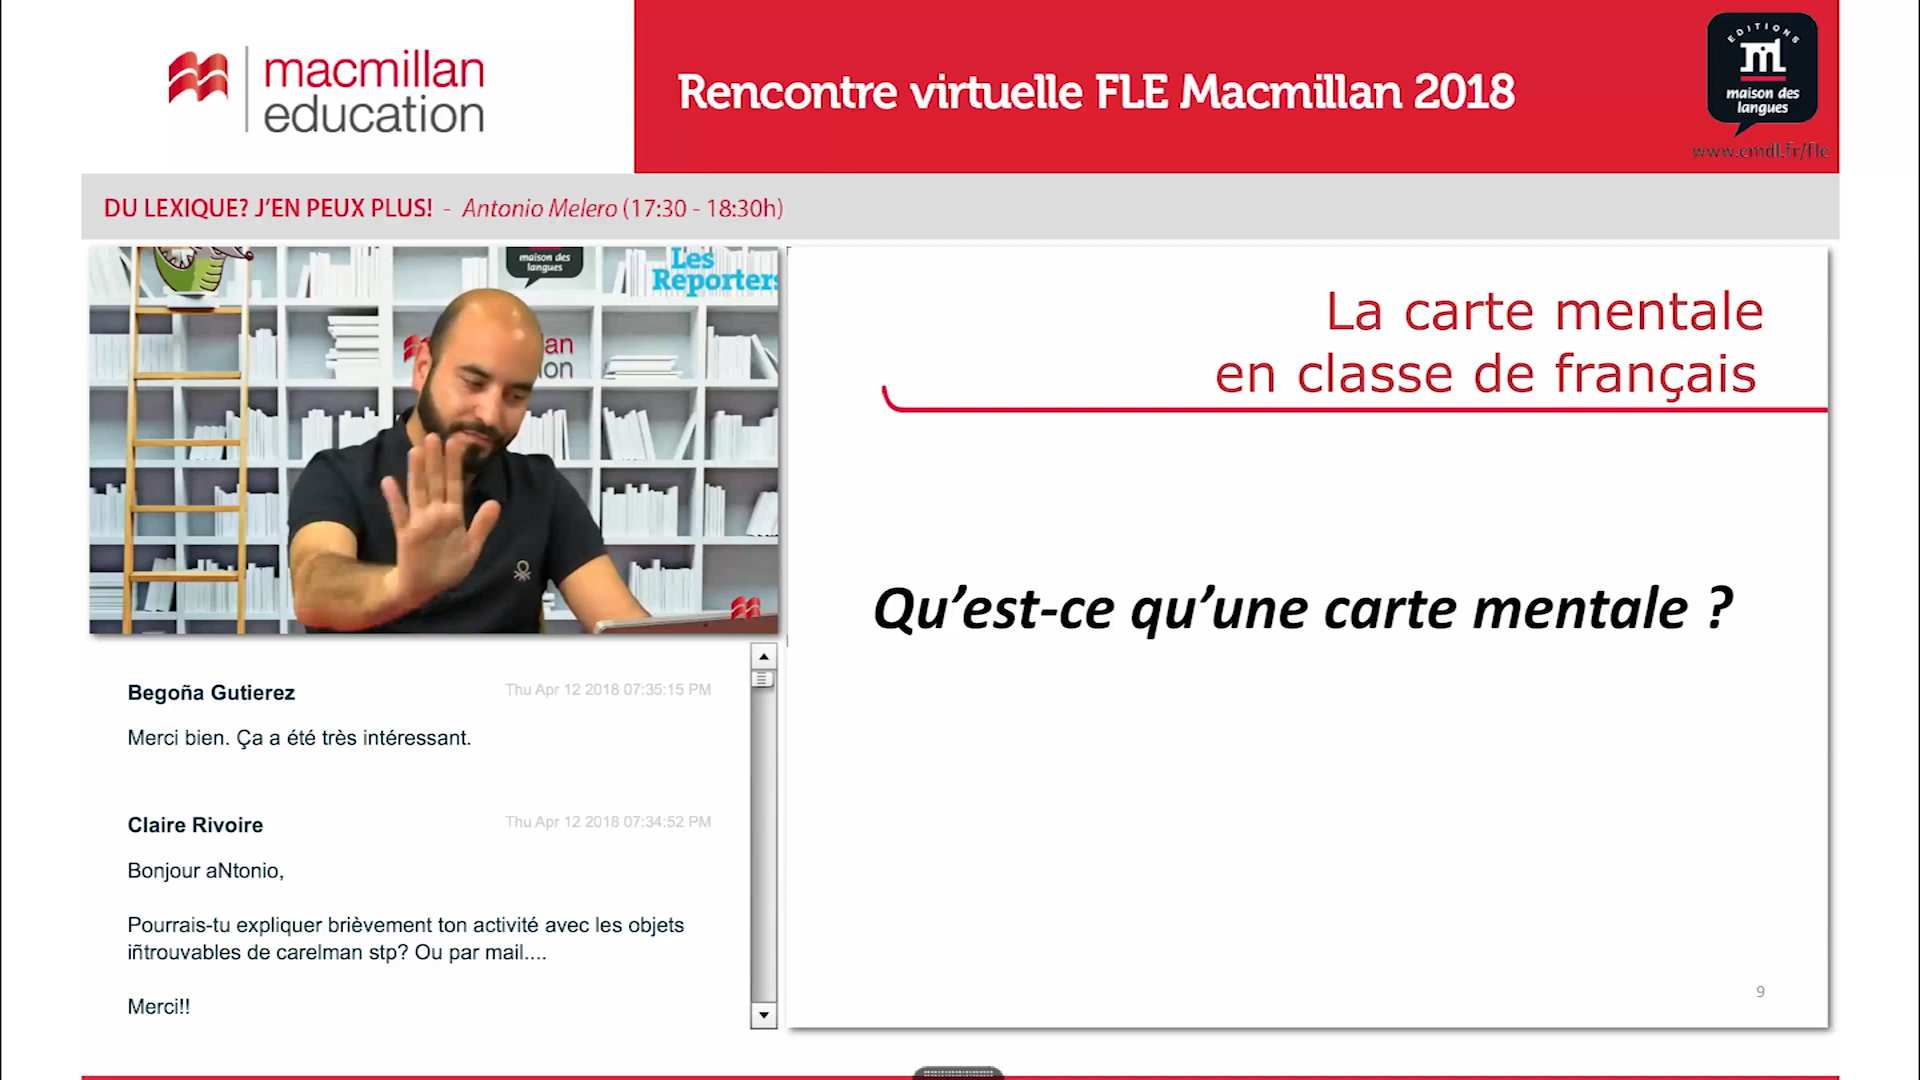 macmillan
education
Rencontre virtuelle FLE Macmillan 2018
EDITIONS
maison des
langues
www.emdl.fr/fle
DU LEXIQUE? J'EN PEUX PLUS! - Antonio Melero (17:30 - 18:30h)
maison des
langues
Les
Reporters
an
ion
La carte mentale
en classe de français
Qu'est-ce qu'une carte mentale ?
Begoña Gutierez
Thu Apr 12 2018 07:35:15 PM
Merci bien. Ça a été très intéressant.
Claire Rivoire
Thu Apr 12 2018 07:34:52 PM
Bonjour aNtonio,
Pourrais-tu expliquer brièvement ton activité avec les objets
iñtrouvables de carelman stp? Ou par mail....
Merci!!
9